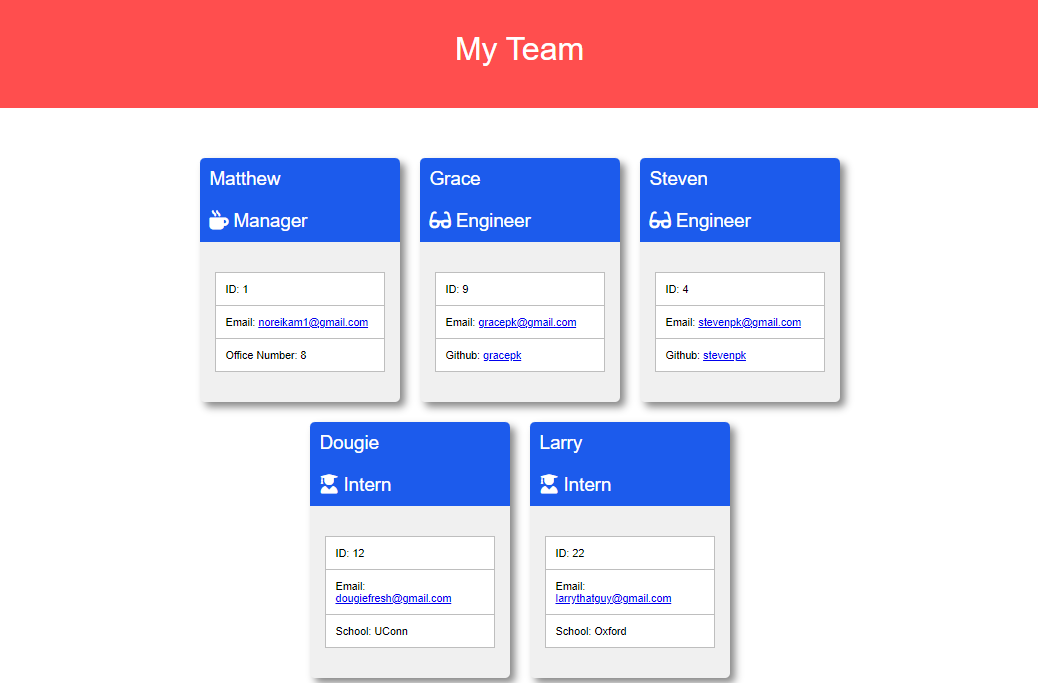 My Team
Matthew
Manager
ID: 1
Email: noreikam1@gmail.com
Office Number: 8
Grace
Engineer
ID: 9
Email: gracepk@gmail.com
Github: gracepk
Steven
Engineer
ID: 4
Email: stevenpk@gmail.com
Github: stevenpk
Dougie
Intern
ID: 12
Email:
dougiefresh@gmail.com
School: UConn
Larry
Intern
ID: 22
Email:
larrythatguy@gmail.com
School: Oxford